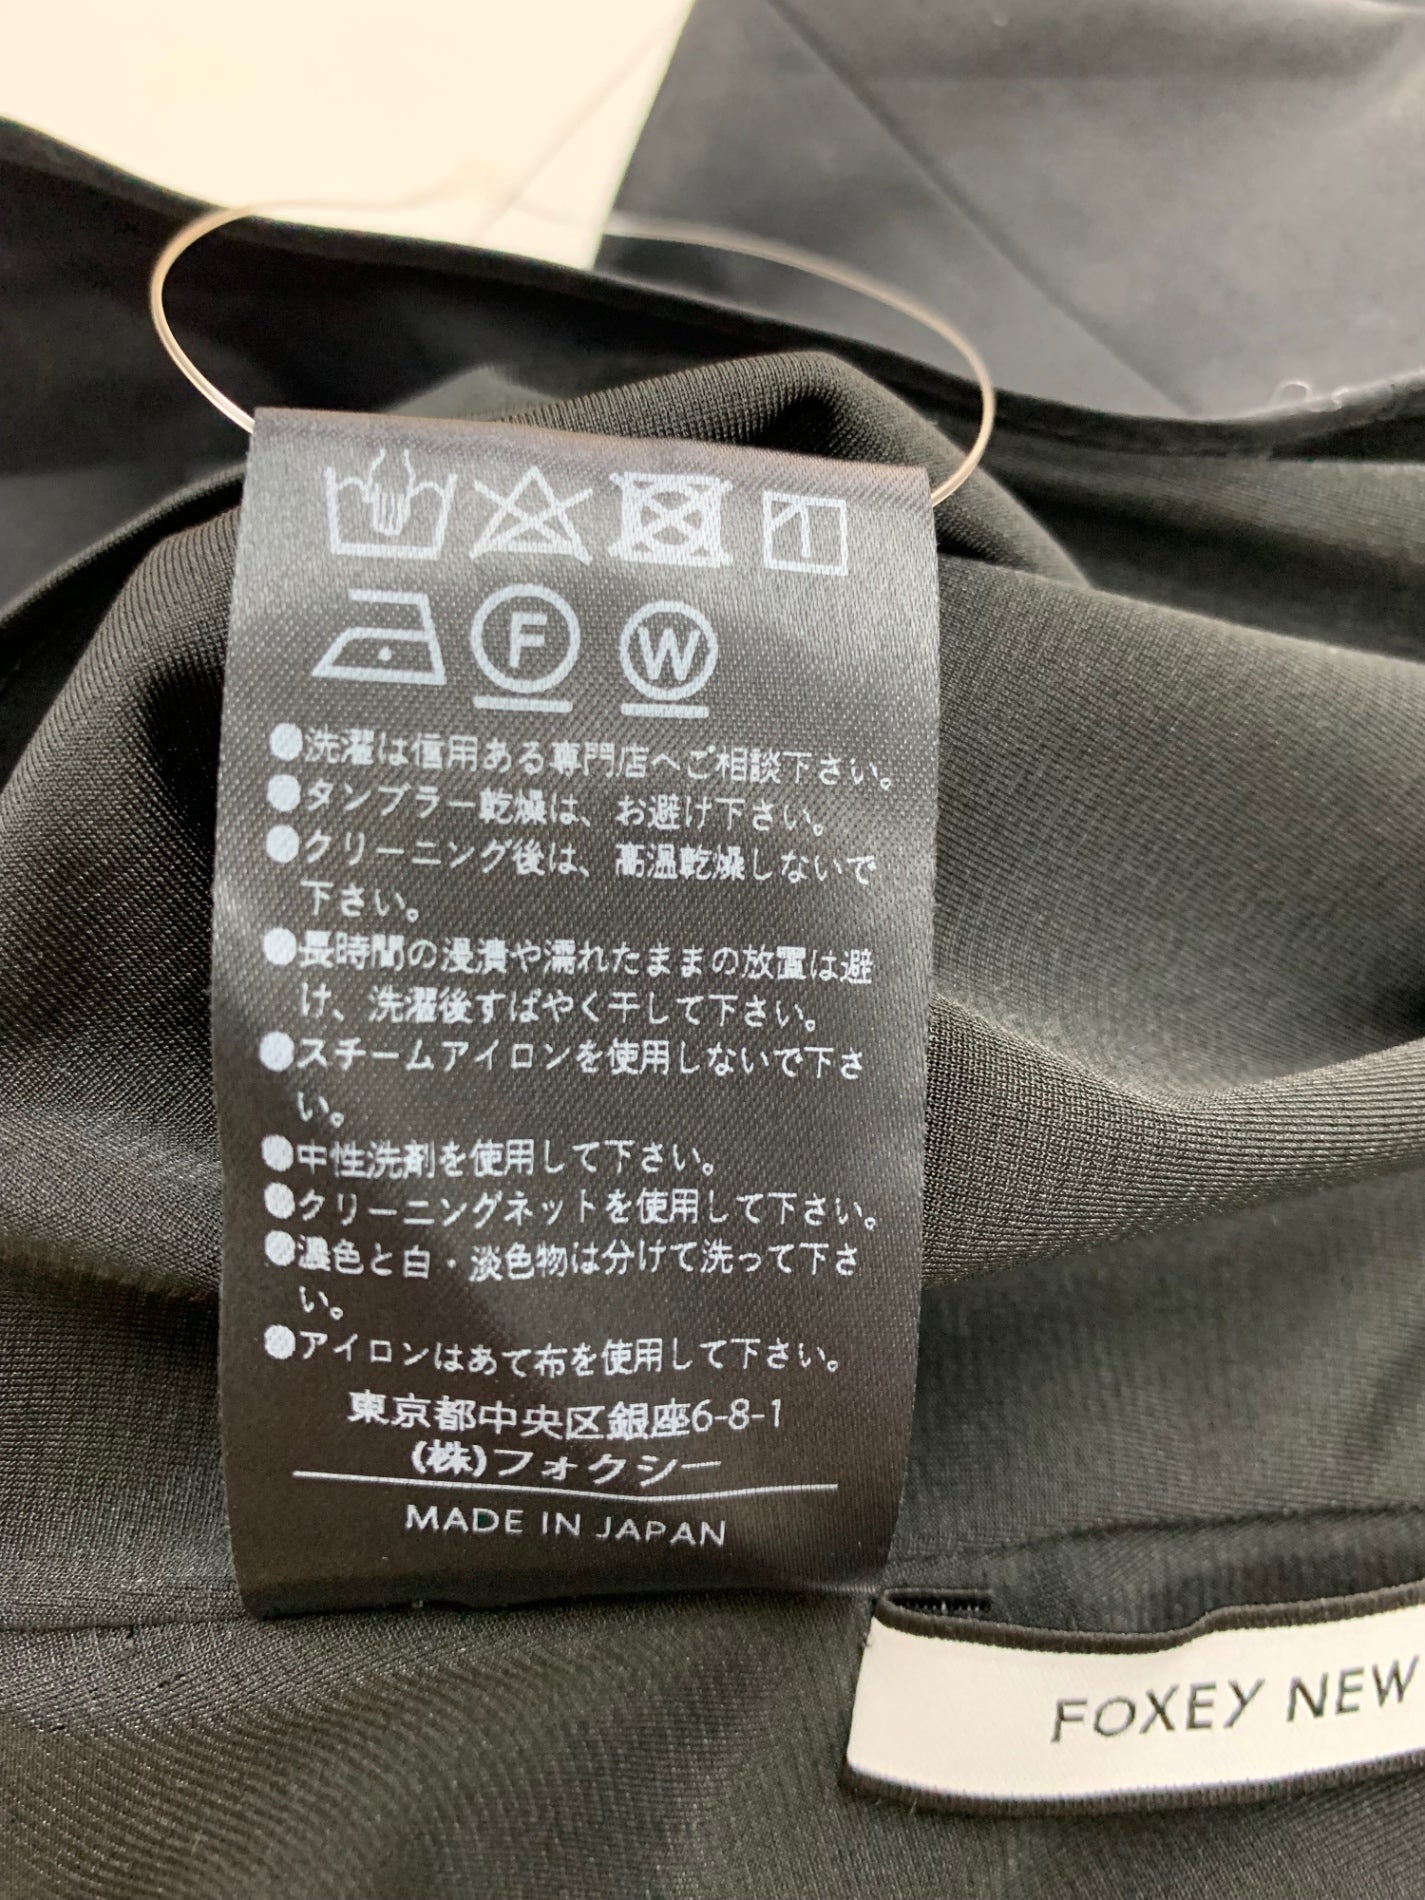 F W
●洗濯は信用ある専門店へご相談下さい。
●タンブラー乾燥は、お避け下さい。
●クリーニング後は、高温乾燥しないで
下さい。
●長時間の浸漬や濡れたままの放置は避
け、洗濯後すばやく干して下さい。
●スチームアイロンを使用しないで下さ
い。
●中性洗剤を使用して下さい。
●クリーニングネットを使用して下さい。
●濃色と白・淡色物は分けて洗って下さ
い。
●アイロンはあて布を使用して下さい。
東京都中央区銀座6-8-1
(株)フォクシー
MADE IN JAPAN
FOXEY NEW